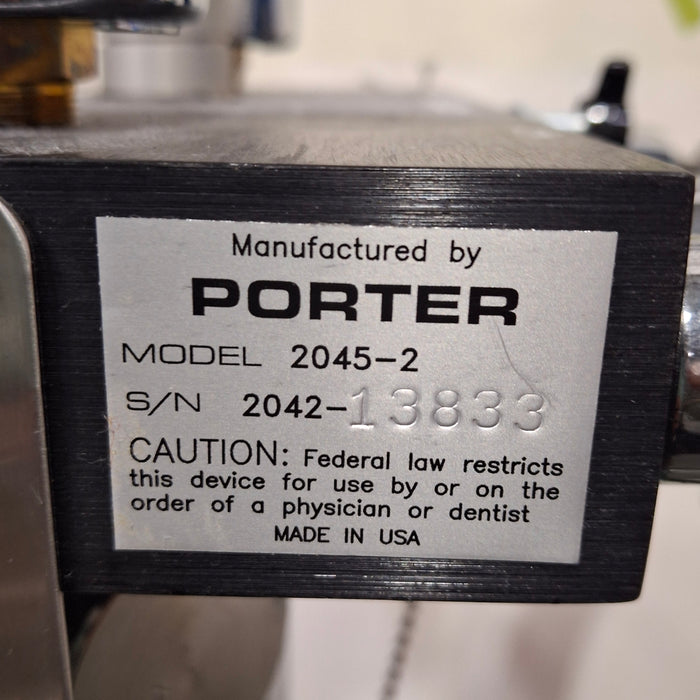 Manufactured by
PORTER
MODEL 2045-2
S/N 2042-13833
CAUTION: Federal law restricts
this device for use by or on the
order of a physician or dentist
MADE IN USA